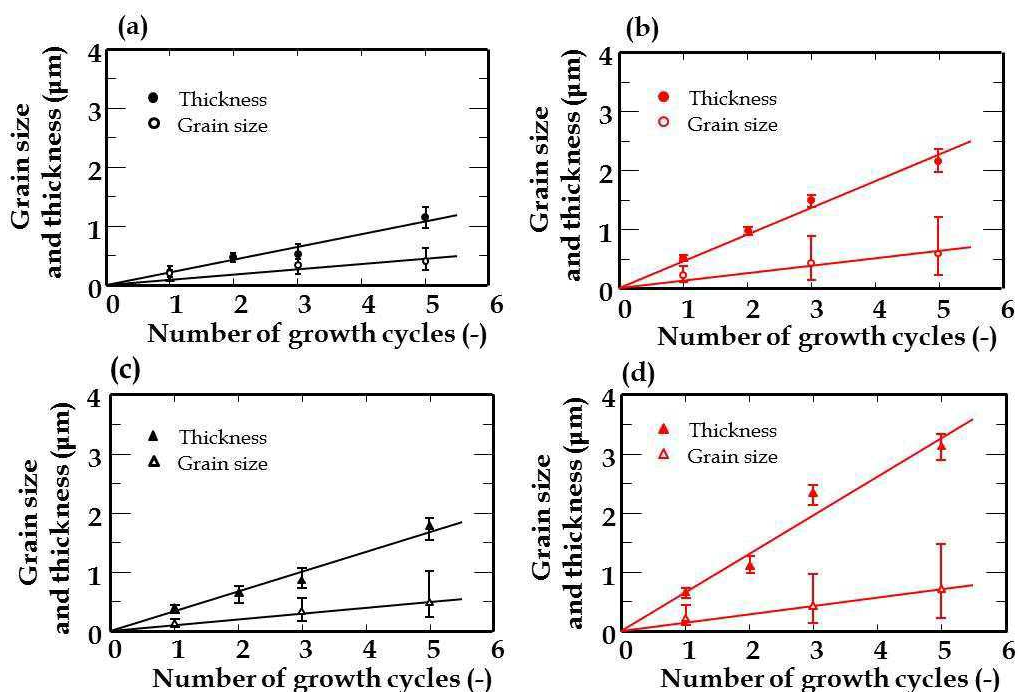 (a)
Grain size
and thickness (μm)
4
3
2
1
0
Thickness
Grain size
1 2 3 4 5 6
Number of growth cycles (-)
(b)
Grain size
and thickness (μm)
4
3
2
1
0
Thickness
Grain size
0 1 2 3 4 5 6
Number of growth cycles (-)
(c)
Grain size
and thickness (μm)
4
3
2
1
0
Thickness
Grain size
0 1 2 3 4 5 6
Number of growth cycles (-)
(d)
Grain size
and thickness (μm)
4
3
2
1
0
Thickness
Grain size
0 1 2 3 4 5 6
Number of growth cycles (-)